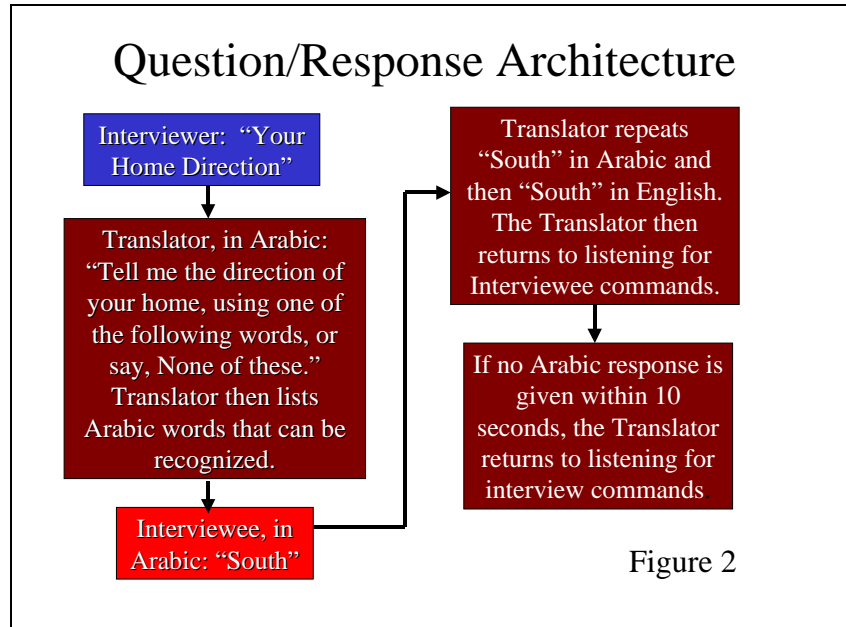 Question/Response Architecture
Interviewer:  “Your
Home Direction”
Translator, in Arabic:
“Tell me the direction of
your home, using one of
the following words, or
say, None of these.”
Translator then lists
Arabic words that can be
recognized.
Interviewee, in
Arabic: “South”
Translator repeats
“South” in Arabic and
then “South” in English.
The Translator then
returns to listening for
Interviewee commands.
If no Arabic response is
given within 10
seconds, the Translator
returns to listening for
interview commands.
Figure 2